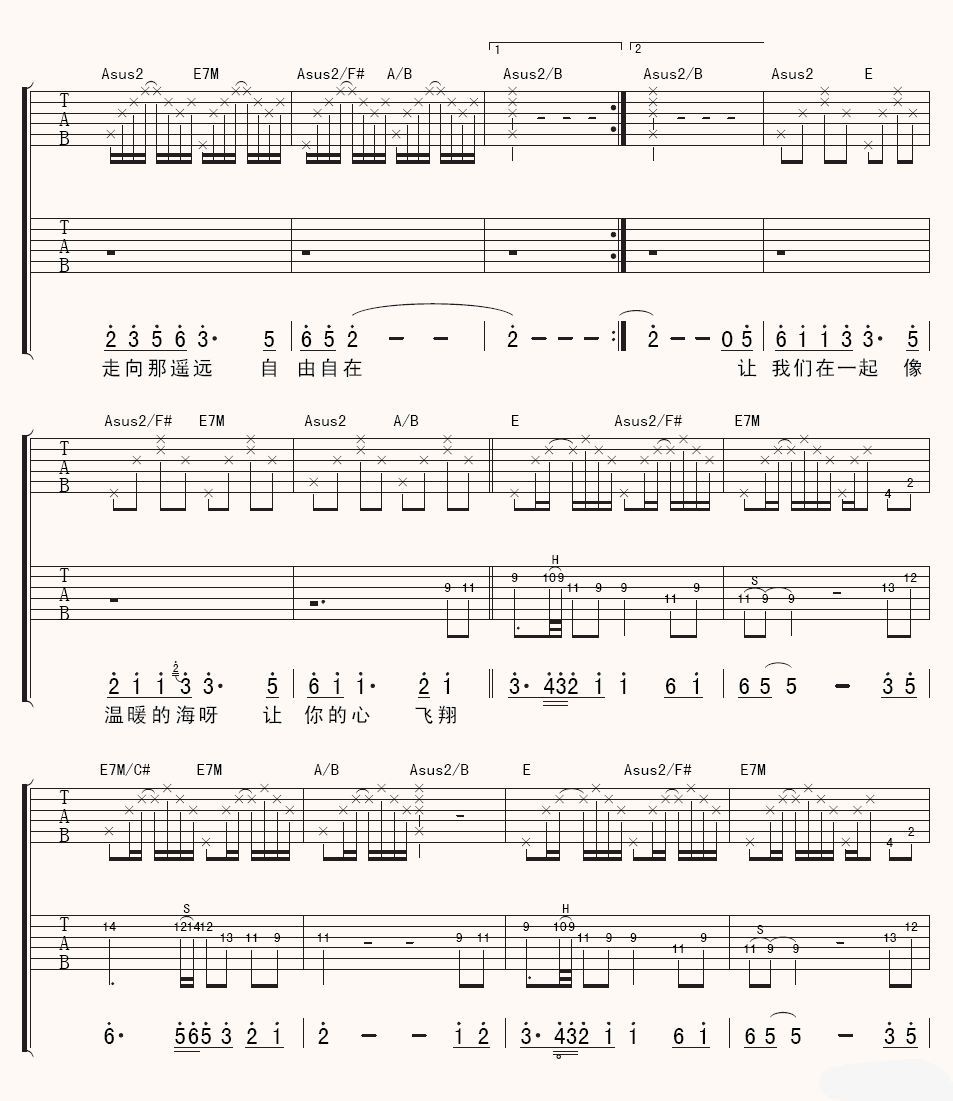 1 2
Asus2 E7M Asus2/F# A/B Asus2/B Asus2/B Asus2 E
T
A
B
T
A
B
2 3 5 6 3· 5 6 5 2 – – 2 – – – 2 – – 0 5 6 1 1 3 3· 5
走向那遥远 自 由自在 让 我们在一起 像
Asus2/F# E7M Asus2 A/B E Asus2/F# E7M
T
A
B
4 2
H
T
A
B
9 11 9 10 9 11 9 9 11 9 S 11 9 9 13 12
2 1 1 2 3 3· 5 6 1 1· 2 1 3· 4 3 2 1 1 6 1 6 5 5 – 3 5
温暖的海呀 让 你的心 飞翔
E7M/C# E7M A/B Asus2/B E Asus2/F# E7M
T
A
B
4 2
S H
T
A
B
14 12 14 12 13 11 9 11 9 11 9 10 9 11 9 9 11 9 S 11 9 9 13 12
6· 5 6 5 3 2 1 2 – – 1 2 3· 4 3 2 1 1 6 1 6 5 5 – 3 5